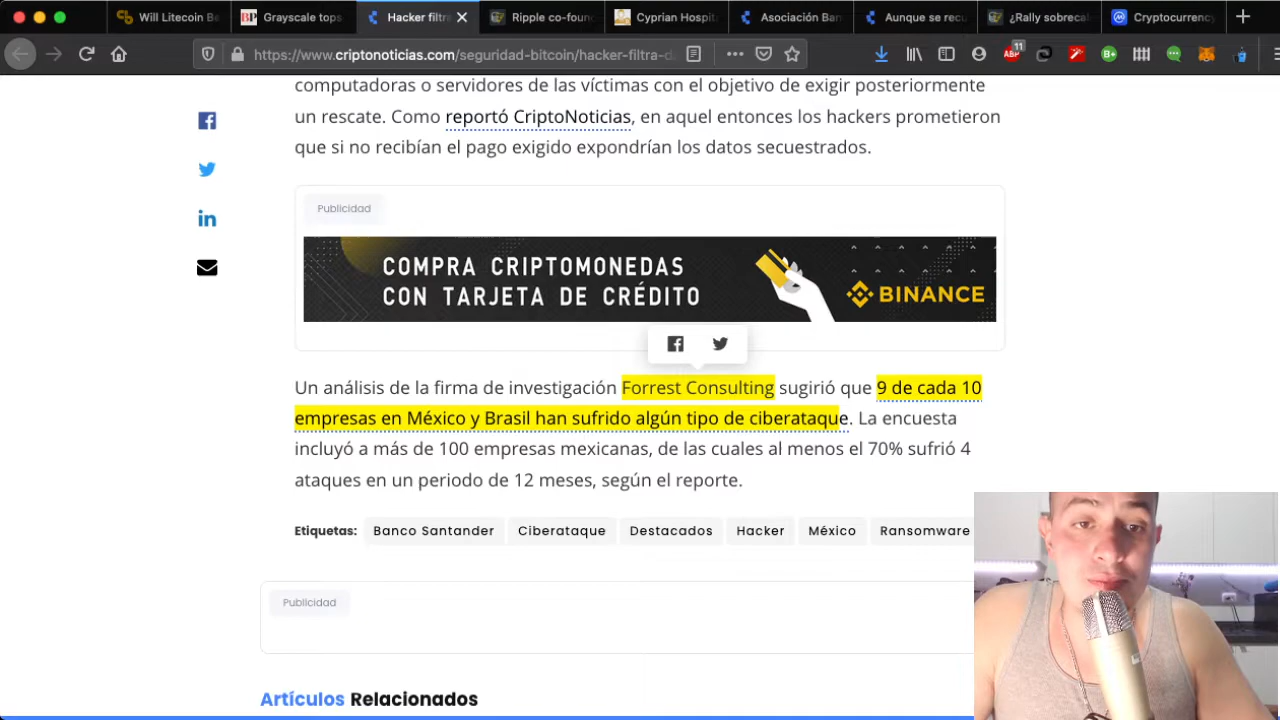 Will Litecoin Be
Grayscale tops
Hacker filtra
Ripple co-foun
Cyprian Hospit
Asociación Ban
Aunque se recu
¿Rally sobrecal
Cryptocurrency
https://www.criptonoticias.com/seguridad-bitcoin/hacker-filtra-d
ABP
11
computadoras o servidores de las víctimas con el objetivo de exigir posteriormente
un rescate. Como reportó CriptoNoticias, en aquel entonces los hackers prometieron
que si no recibían el pago exigido expondrían los datos secuestrados.
Publicidad
COMPRA CRIPTOMONEDAS
CON TARJETA DE CRÉDITO
BINANCE
Un análisis de la firma de investigación Forrest Consulting sugirió que 9 de cada 10
empresas en México y Brasil han sufrido algún tipo de ciberataque. La encuesta
incluyó a más de 100 empresas mexicanas, de las cuales al menos el 70% sufrió 4
ataques en un periodo de 12 meses, según el reporte.
Etiquetas: Banco Santander Ciberataque Destacados Hacker México Ransomware
Publicidad
Artículos Relacionados